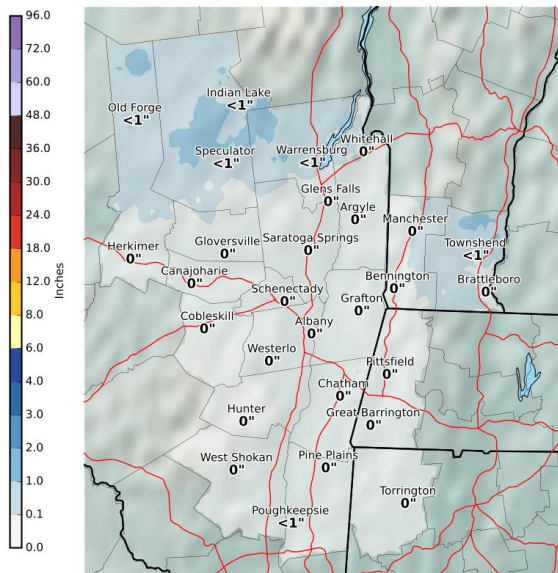 96.0
72.0
60.0
48.0
36.0
30.0
24.0
18.0
12.0
8.0
6.0
4.0
3.0
2.0
1.0
0.1
0.0
Inches
Old Forge
<1"
Indian Lake
<1"
Speculator
<1"
Warrensburg
<1"
Whitehall
0"
Glens Falls
0"
Argyle
0"
Manchester
0"
Townshend
<1"
Herkimer
0"
Gloversville
0"
Saratoga Springs
0"
Canajoharie
0"
Schenectady
0"
Bennington
0"
Brattleboro
0"
Grafton
0"
Cobleskill
0"
Albany
0"
Westerlo
0"
Pittsfield
0"
Chatham
0"
Hunter
0"
Great Barrington
0"
West Shokan
0"
Pine Plains
0"
Torrington
0"
Poughkeepsie
<1"